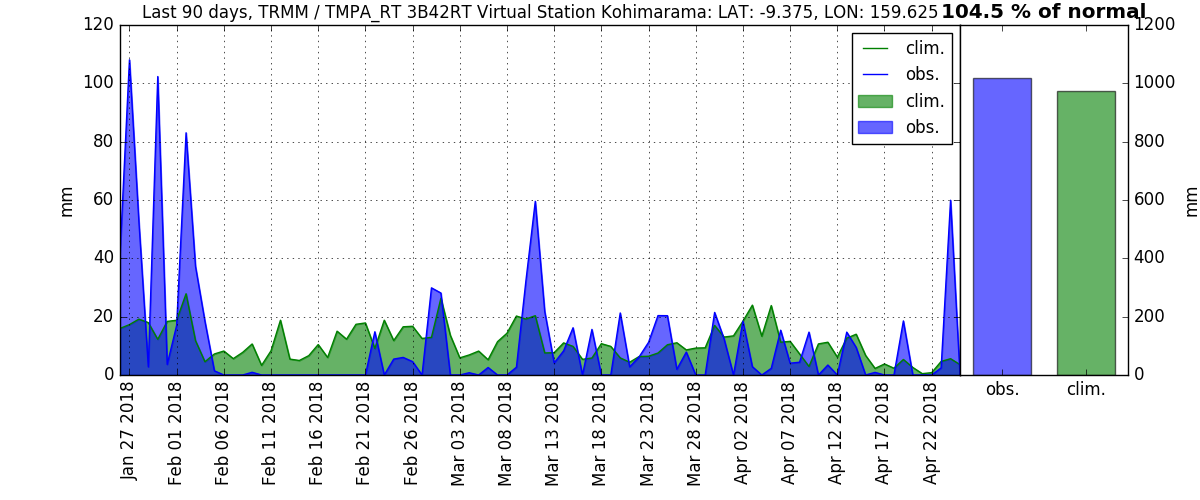 Last 90 days, TRMM / TMPA_RT 3B42RT Virtual Station Kohimarama: LAT: -9.375, LON: 159.625 104.5 % of normal
120
100
80
60
40
20
0
mm
clim.
obs.
clim.
obs.
Jan 27 2018
Feb 01 2018
Feb 06 2018
Feb 11 2018
Feb 16 2018
Feb 21 2018
Feb 26 2018
Mar 03 2018
Mar 08 2018
Mar 13 2018
Mar 18 2018
Mar 23 2018
Mar 28 2018
Apr 02 2018
Apr 07 2018
Apr 12 2018
Apr 17 2018
Apr 22 2018
1200
1000
800
600
400
200
0
mm
obs. clim.